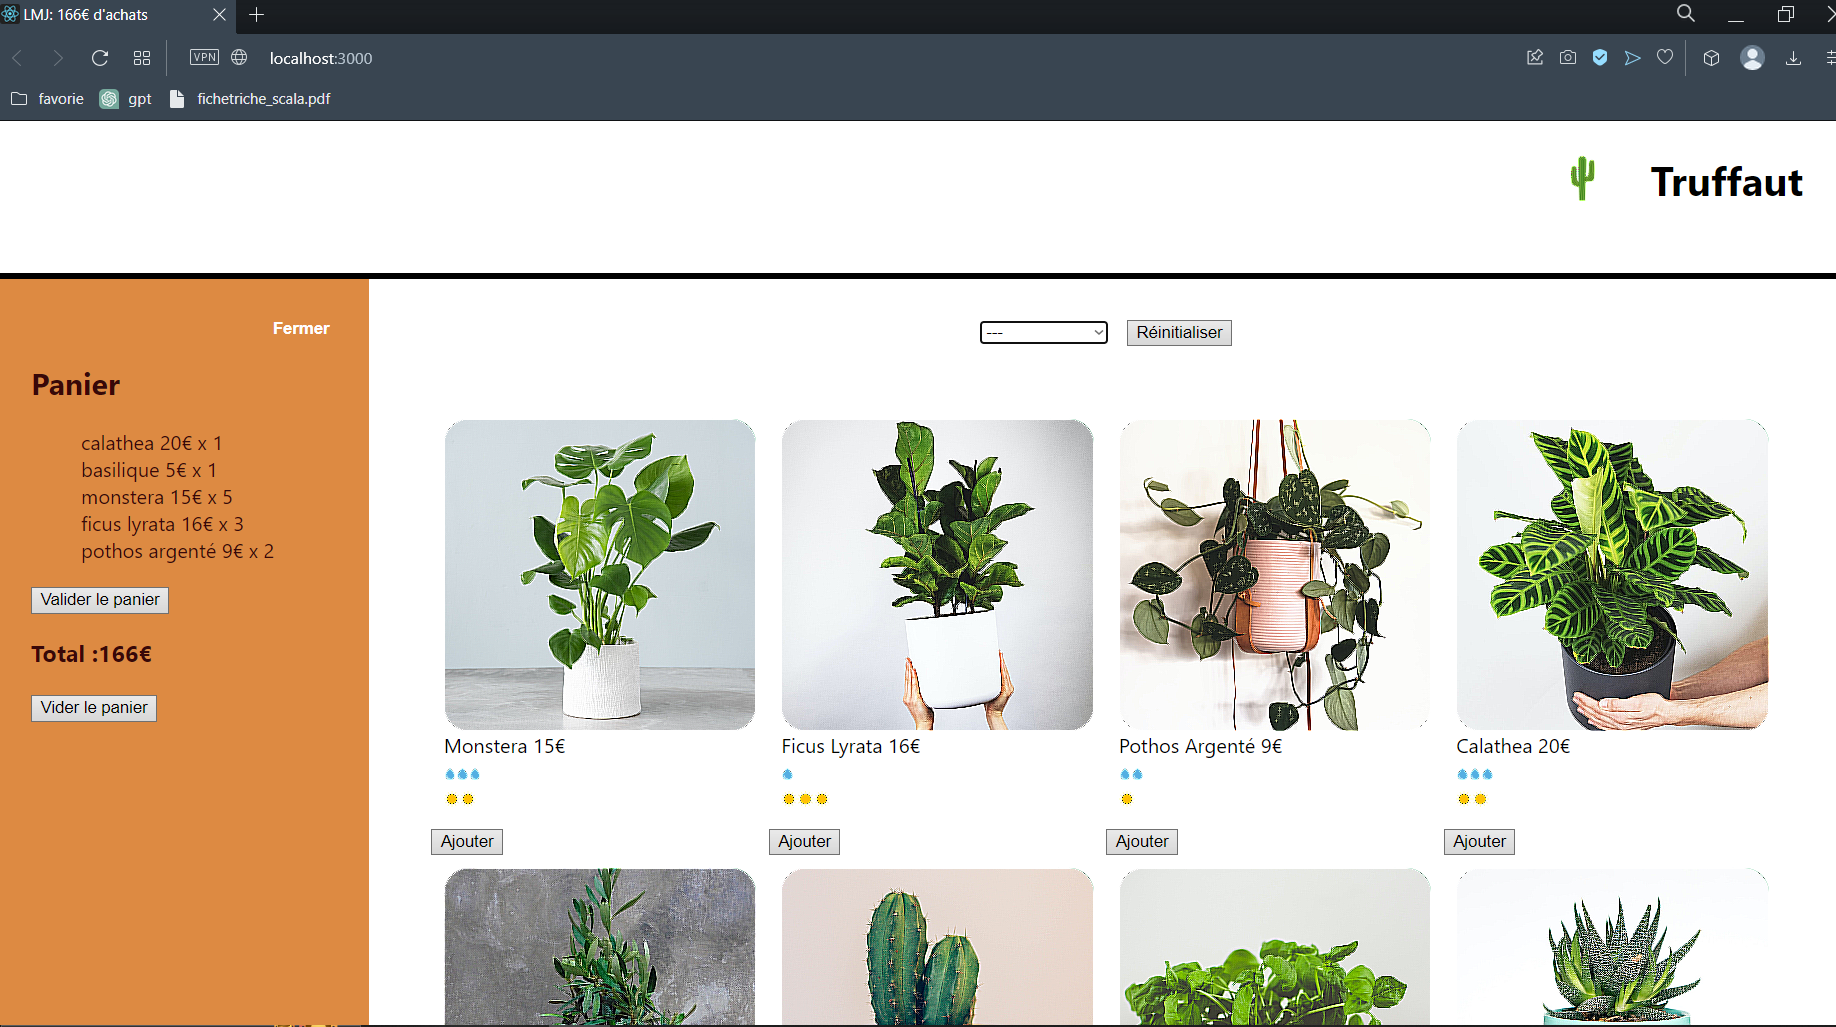 LMJ: 166€ d'achats
VPN
localhost:3000
favorie
gpt
fichetriche_scala.pdf
Truffaut
Fermer
Panier
calathea 20€ x 1
basilique 5€ x 1
monstera 15€ x 5
ficus lyrata 16€ x 3
pothos argenté 9€ x 2
Valider le panier
Total :166€
Vider le panier
---
Réinitialiser
Monstera 15€
Ajouter
Ficus Lyrata 16€
Ajouter
Pothos Argenté 9€
Ajouter
Calathea 20€
Ajouter